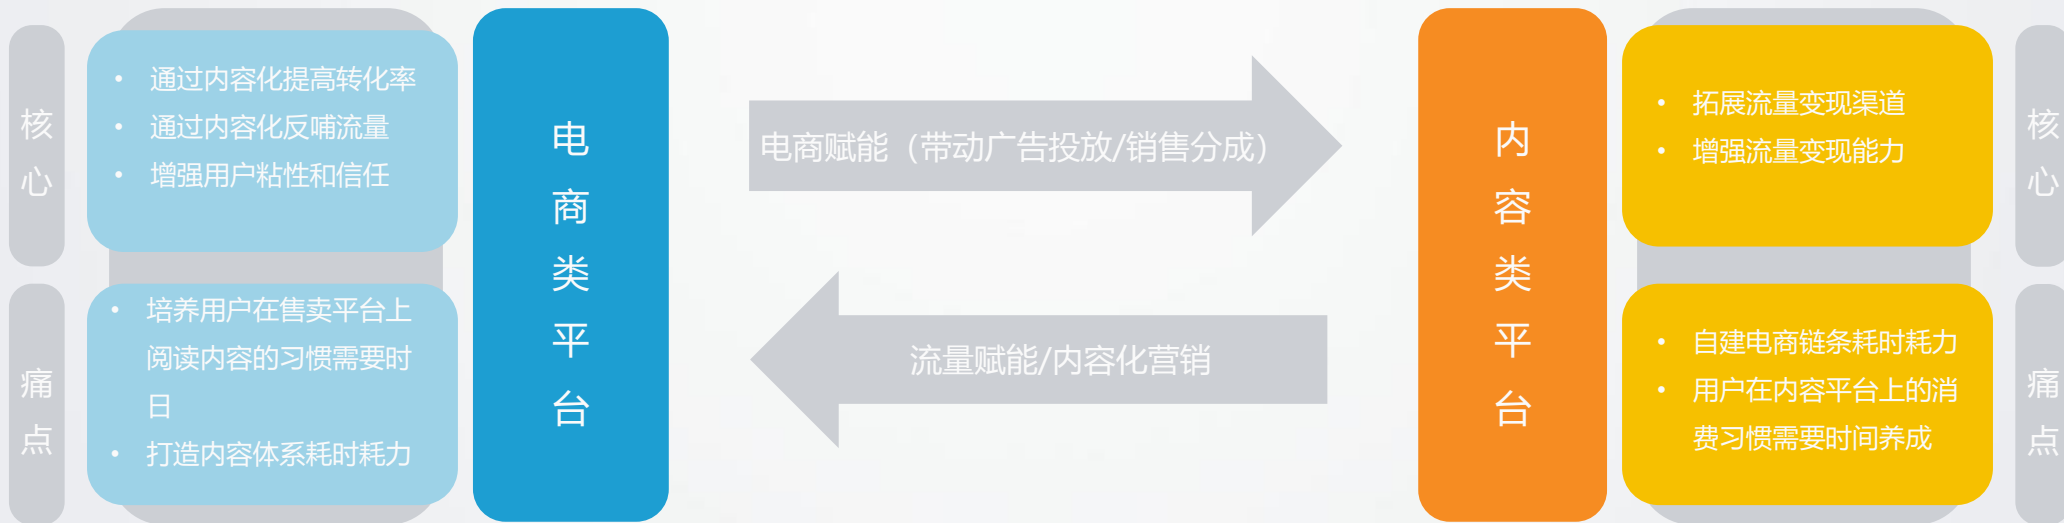 核
心
• 通过内容化提高转化率
• 通过内容化反哺流量
• 增强用户粘性和信任
痛
点
• 培养用户在售卖平台上
阅读内容的习惯需要时
日
• 打造内容体系耗时耗力
电
商
类
平
台
电商赋能（带动广告投放/销售分成）
流量赋能/内容化营销
内
容
类
平
台
• 拓展流量变现渠道
• 增强流量变现能力
核
心
• 自建电商链条耗时耗力
• 用户在内容平台上的消
费习惯需要时间养成
痛
点